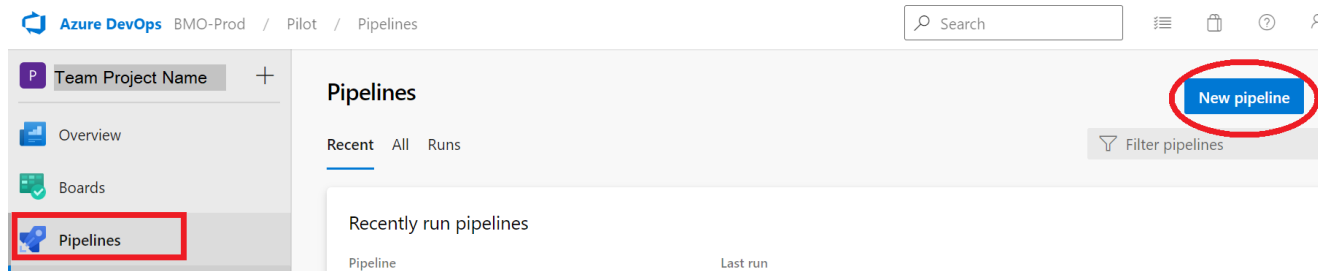 Azure DevOps BMO-Prod / Pilot / Pipelines
Search
P Team Project Name +
Pipelines
New pipeline
Overview
Recent All Runs
Filter pipelines
Boards
Recently run pipelines
Pipelines
Pipeline Last run